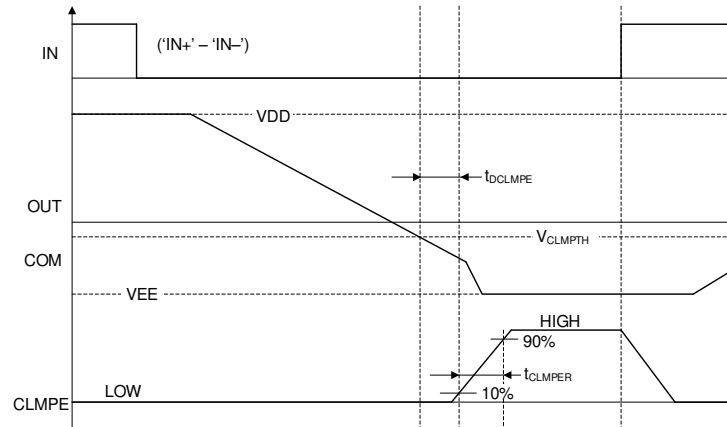 IN
('IN+' – 'IN–')
VDD
tDCLMPE
OUT
VCLMPTH
COM
VEE
HIGH
90%
tCLMPER
LOW
10%
CLMPE